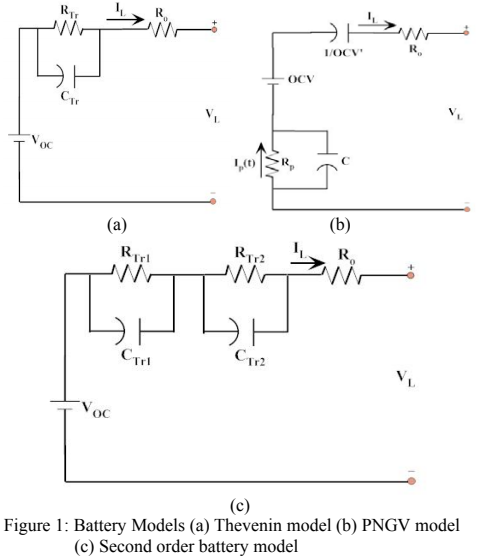 R_Tr
I_L
R_o
+
C_Tr
V_L
V_OC
−
(a)
I_L
+
1/OCV'
R_o
OCV
V_L
I_p(t)
R_p
C
−
(b)
R_Tr1
R_Tr2
I_L
R_o
+
C_Tr1
C_Tr2
V_L
V_OC
−
(c)
Figure 1: Battery Models (a) Thevenin model (b) PNGV model
(c) Second order battery model